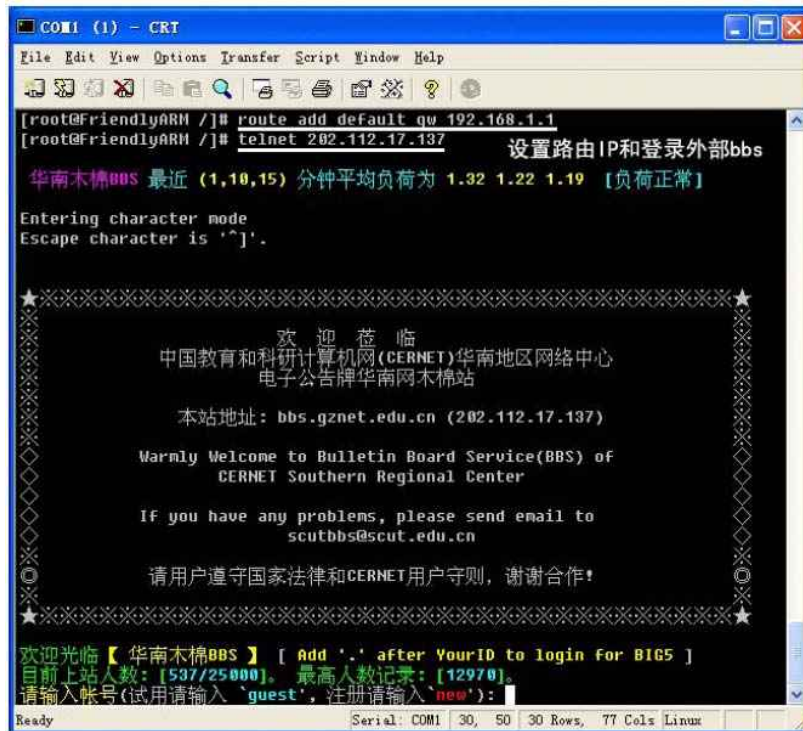 COM1 (1) - CRT
File Edit View Options Transfer Script Window Help
[root@FriendlyARM /]# route add default gw 192.168.1.1
[root@FriendlyARM /]# telnet 202.112.17.137
设置路由IP和登录外部bbs
华南木棉BBS 最近 (1,10,15) 分钟平均负荷为 1.32 1.22 1.19 [负荷正常]
Entering character mode
Escape character is '^]'.
欢 迎 莅 临
中国教育和科研计算机网(CERNET)华南地区网络中心
电子公告牌华南网木棉站
本站地址: bbs.gznet.edu.cn (202.112.17.137)
Warmly Welcome to Bulletin Board Service(BBS) of
CERNET Southern Regional Center
If you have any problems, please send email to
scutbbs@scut.edu.cn
请用户遵守国家法律和CERNET用户守则, 谢谢合作!
欢迎光临【 华南木棉BBS 】 [ Add '.' after YourID to login for BIG5 ]
目前上站人数: [537/25000]。 最高人数记录: [12970]。
请输入帐号(试用请输入 `guest', 注册请输入`new'):
Ready Serial: COM1 30, 50 30 Rows, 77 Cols Linux